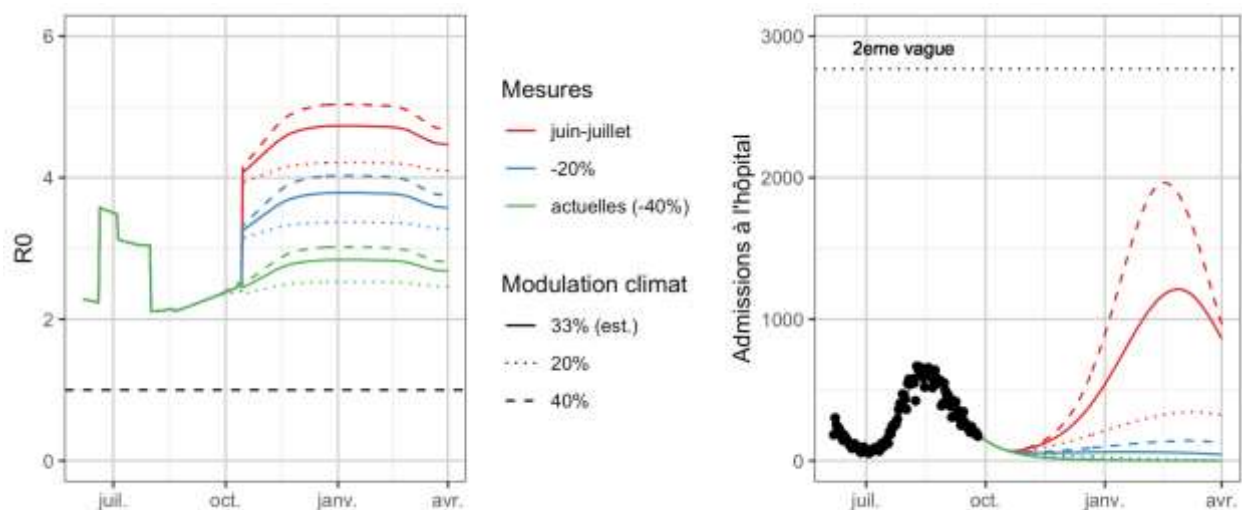 6
4
2
0
R0
juil.
oct.
janv.
avr.
Mesures
juin-juillet
-20%
actuelles (-40%)
Modulation climat
33% (est.)
20%
40%
3000
2000
1000
0
Admissions à l'hôpital
2eme vague
juil.
oct.
janv.
avr.